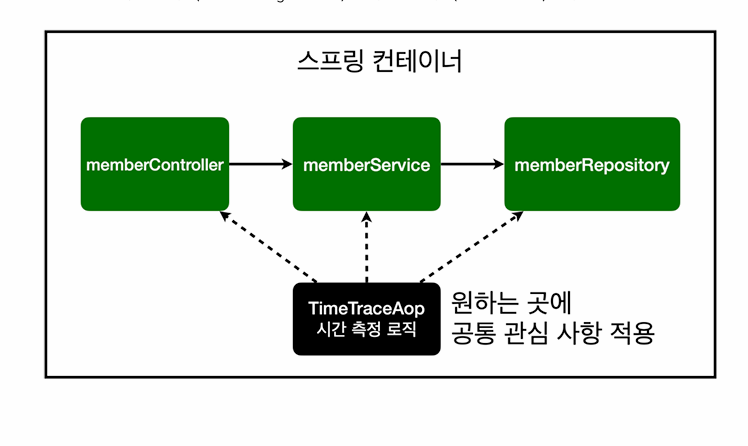 스프링 컨테이너
memberController
memberService
memberRepository
TimeTraceAop
시간 측정 로직
원하는 곳에
공통 관심 사항 적용